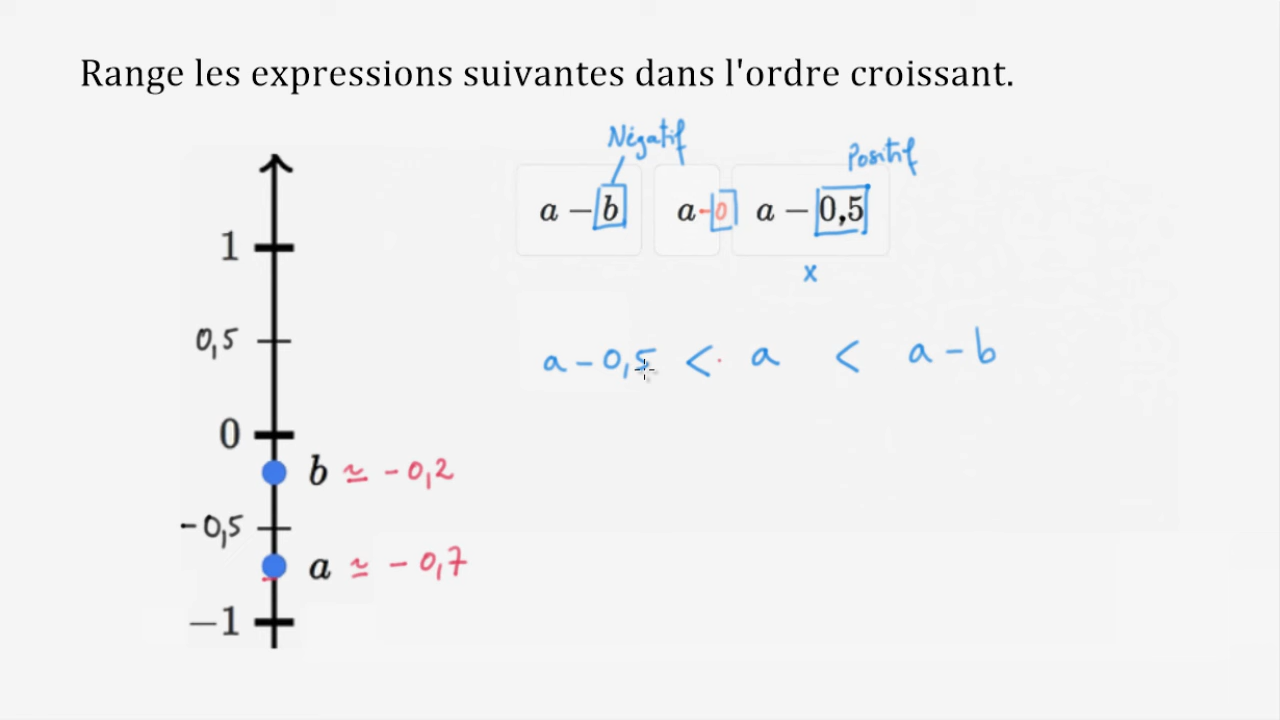 Range les expressions suivantes dans l'ordre croissant.
Négatif
Positif
a − b a-0 a − 0,5
x
1
0,5
a - 0,5 < a < a - b
0
b ≃ - 0,2
-0,5
a ≃ - 0,7
−1